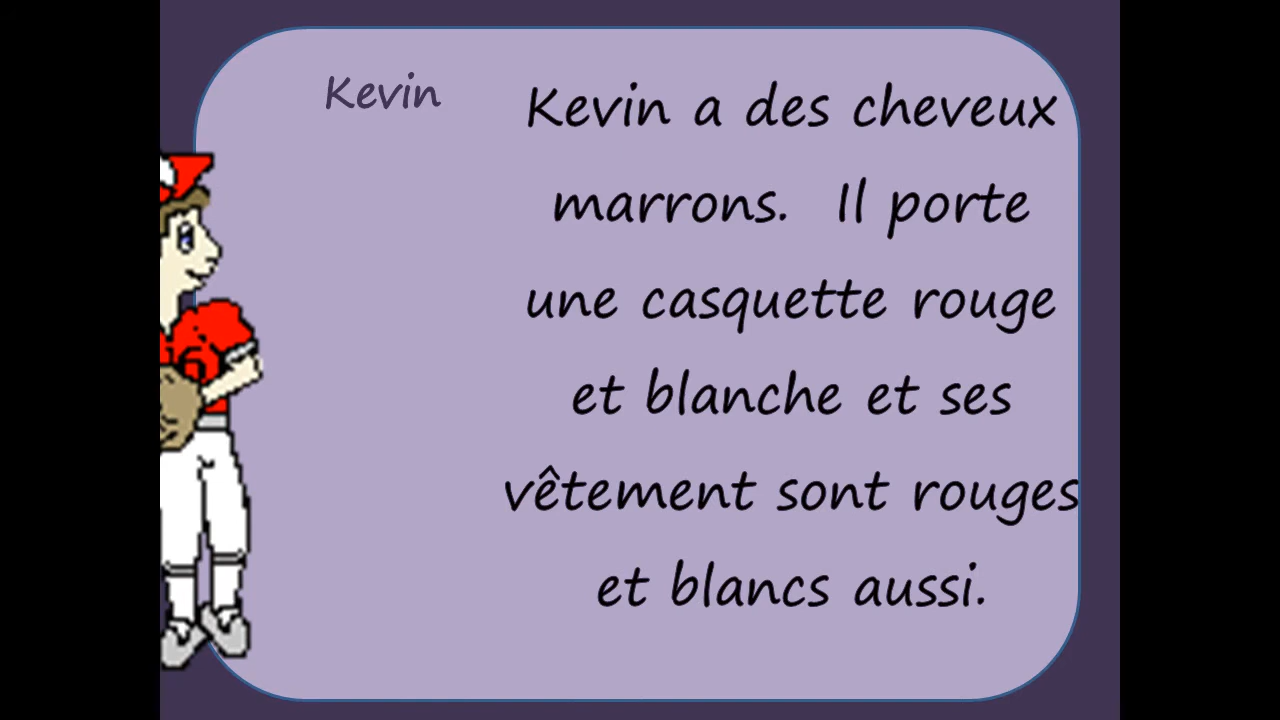 Kevin
Kevin a des cheveux
marrons. Il porte
une casquette rouge
et blanche et ses
vêtement sont rouges
et blancs aussi.